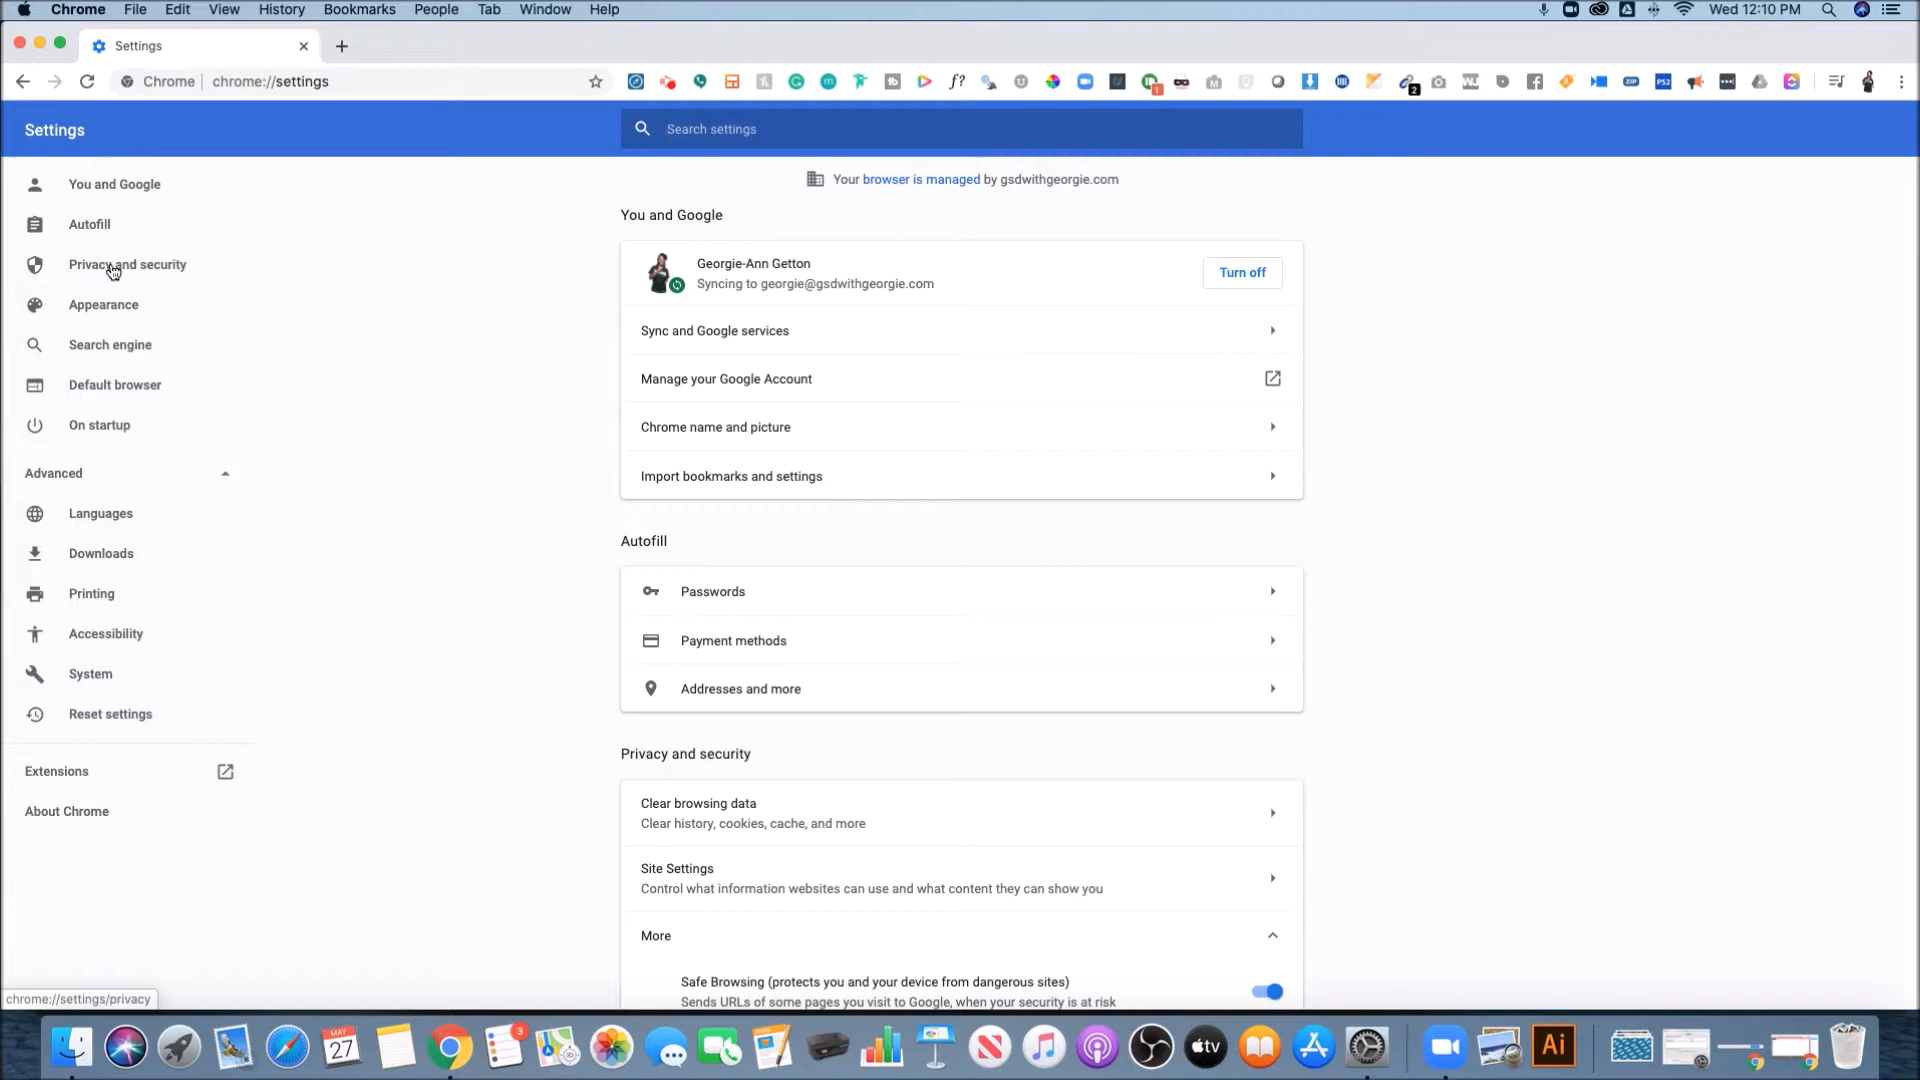 Chrome File Edit View History Bookmarks People Tab Window Help Wed 12:10 PM
Settings
Chrome chrome://settings
f? 1 2 ZIP PS2
Settings
Search settings
Your browser is managed by gsdwithgeorgie.com
You and Google
Autofill
Privacy and security
Appearance
Search engine
Default browser
On startup
Advanced
Languages
Downloads
Printing
Accessibility
System
Reset settings
Extensions
About Chrome
You and Google
Georgie-Ann Getton
Syncing to georgie@gsdwithgeorgie.com
Turn off
Sync and Google services
Manage your Google Account
Chrome name and picture
Import bookmarks and settings
Autofill
Passwords
Payment methods
Addresses and more
Privacy and security
Clear browsing data
Clear history, cookies, cache, and more
Site Settings
Control what information websites can use and what content they can show you
More
Safe Browsing (protects you and your device from dangerous sites)
Sends URLs of some pages you visit to Google, when your security is at risk
chrome://settings/privacy
MAY
27
3
tv
Ai